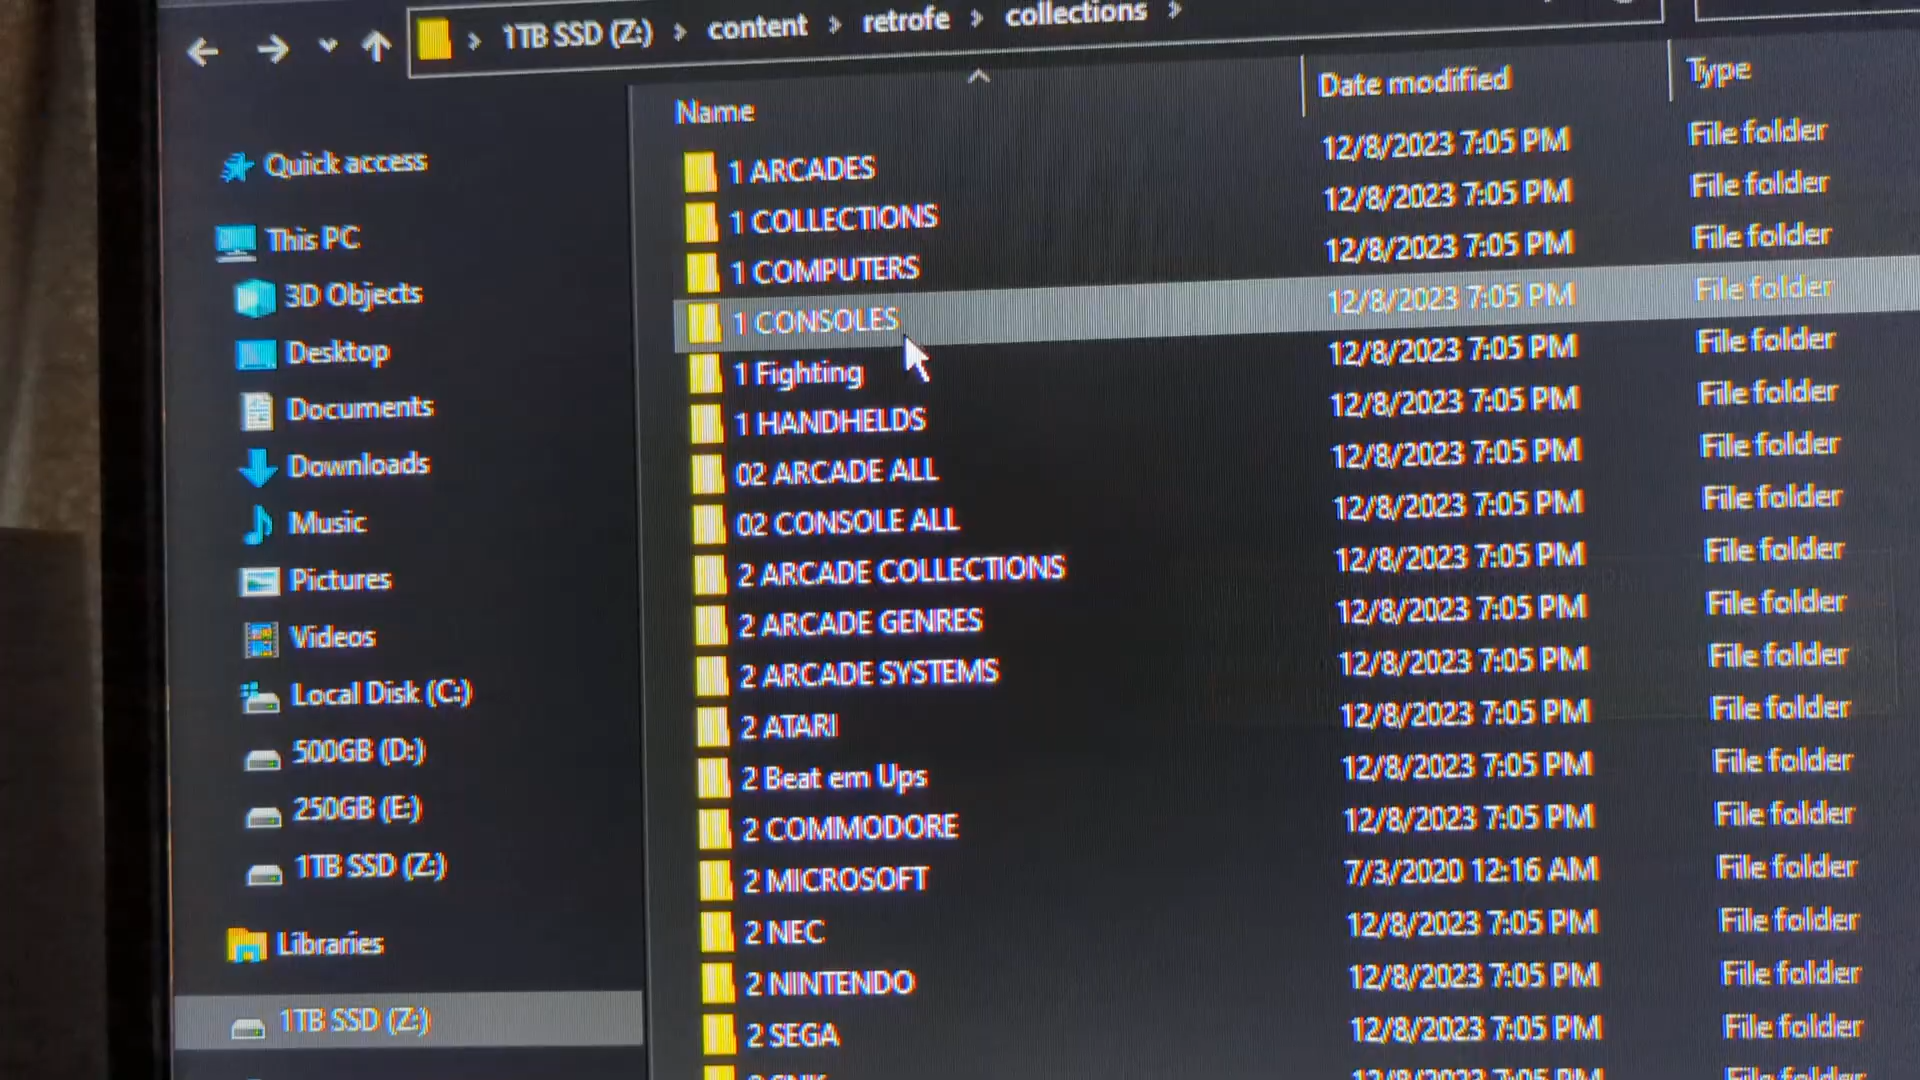 1TB SSD (Z:) > content > retrofe > collections >
Name
Date modified
Type
Quick access
This PC
3D Objects
Desktop
Documents
Downloads
Music
Pictures
Videos
Local Disk (C:)
500GB (D:)
250GB (E:)
1TB SSD (Z:)
Libraries
1TB SSD (Z:)
1 ARCADES 12/8/2023 7:05 PM File folder
1 COLLECTIONS 12/8/2023 7:05 PM File folder
1 COMPUTERS 12/8/2023 7:05 PM File folder
1 CONSOLES 12/8/2023 7:05 PM File folder
1 Fighting 12/8/2023 7:05 PM File folder
1 HANDHELDS 12/8/2023 7:05 PM File folder
02 ARCADE ALL 12/8/2023 7:05 PM File folder
02 CONSOLE ALL 12/8/2023 7:05 PM File folder
2 ARCADE COLLECTIONS 12/8/2023 7:05 PM File folder
2 ARCADE GENRES 12/8/2023 7:05 PM File folder
2 ARCADE SYSTEMS 12/8/2023 7:05 PM File folder
2 ATARI 12/8/2023 7:05 PM File folder
2 Beat em Ups 12/8/2023 7:05 PM File folder
2 COMMODORE 12/8/2023 7:05 PM File folder
2 MICROSOFT 7/3/2020 12:16 AM File folder
2 NEC 12/8/2023 7:05 PM File folder
2 NINTENDO 12/8/2023 7:05 PM File folder
2 SEGA 12/8/2023 7:05 PM File folder